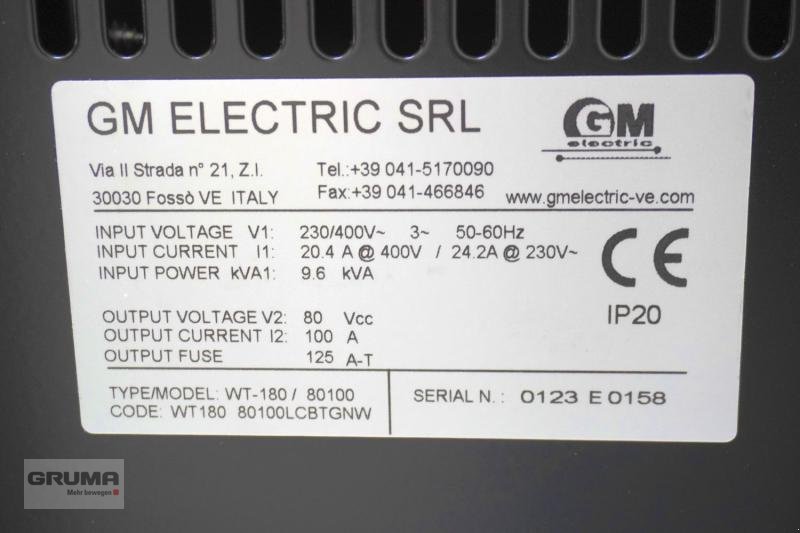 GM ELECTRIC SRL
GM
electric
Via II Strada n° 21, Z.I. Tel.:+39 041-5170090
30030 Fossò VE ITALY Fax:+39 041-466846 www.gmelectric-ve.com
INPUT VOLTAGE V1: 230/400V~ 3~ 50-60Hz
INPUT CURRENT I1: 20.4 A @ 400V / 24.2A @ 230V~
INPUT POWER kVA1: 9.6 kVA
CE
IP20
OUTPUT VOLTAGE V2: 80 Vcc
OUTPUT CURRENT I2: 100 A
OUTPUT FUSE 125 A-T
TYPE/MODEL: WT-180 / 80100
CODE: WT180 80100LCBTGNW
SERIAL N. : 0123 E 0158
GRUMA
Mehr bewegen